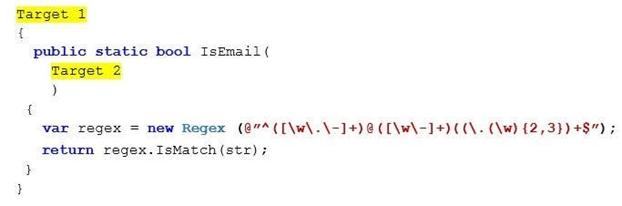 Target 1
{
public static bool IsEmail(
Target 2
)
{
var regex = new Regex (@"^([\w\.\-]+)@([\w\-]+)((\.(\w){2,3})+$");
return regex.IsMatch(str);
}
}